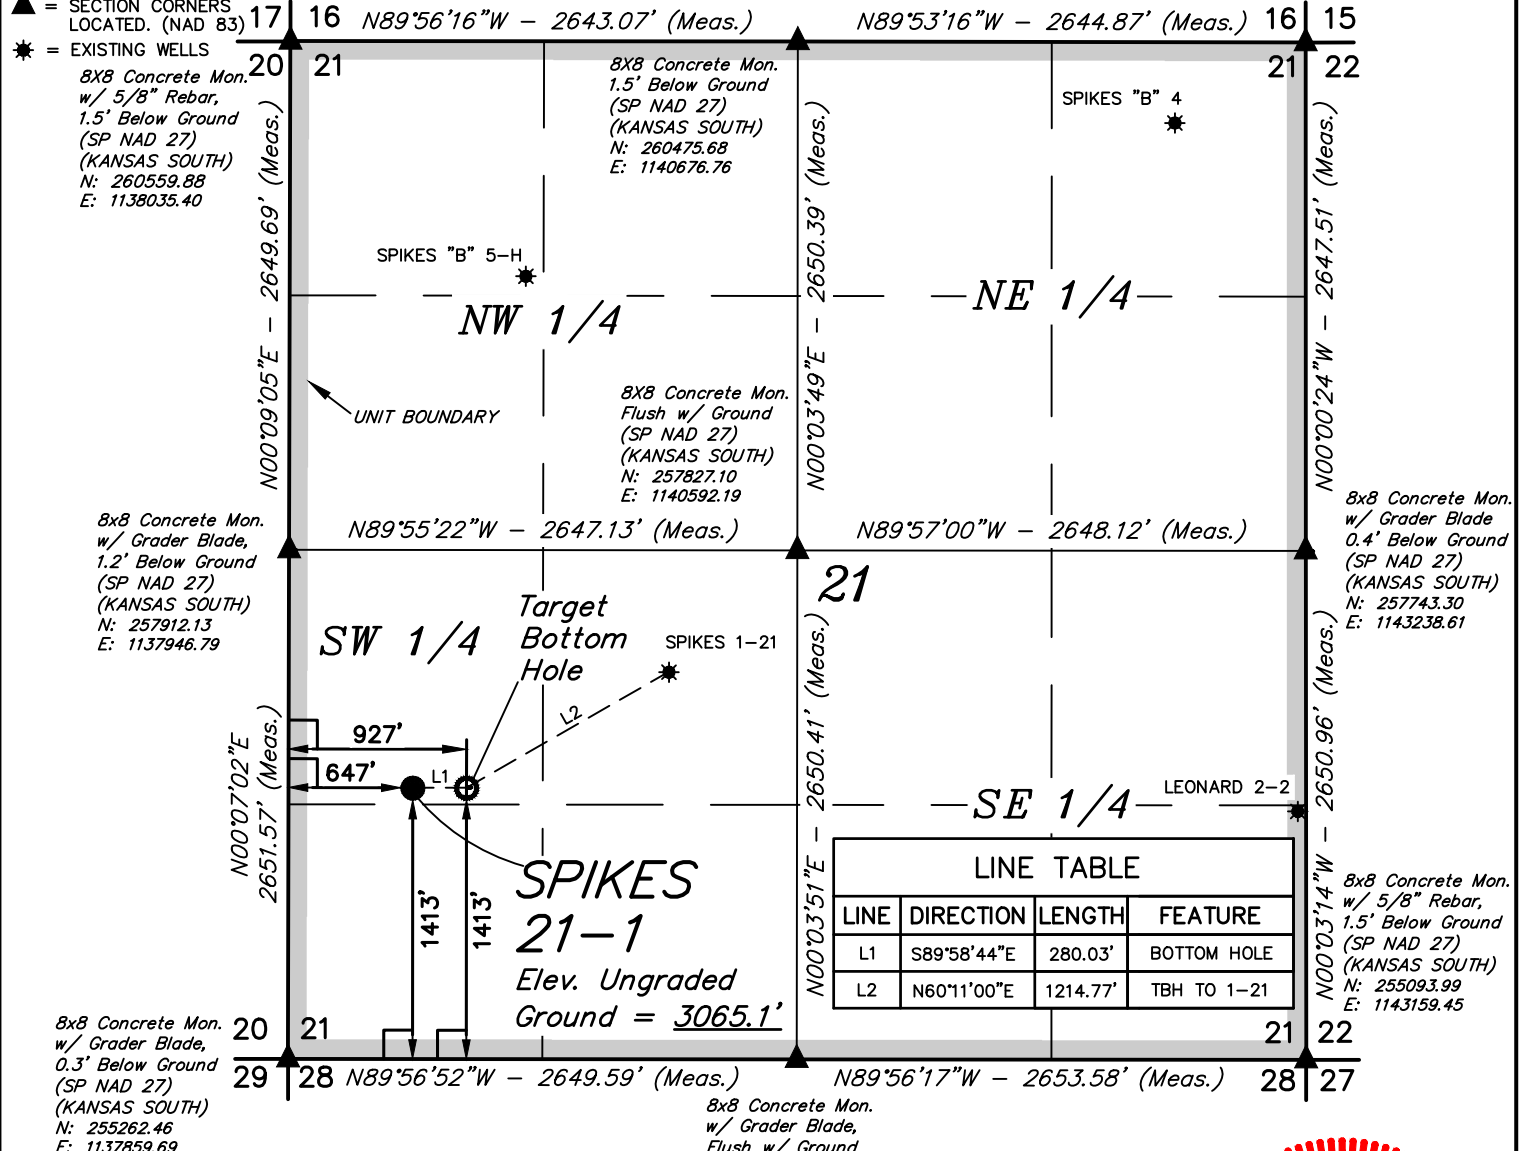 = SECTION CORNERS
LOCATED. (NAD 83)
= EXISTING WELLS
17 16
N89°56'16"W - 2643.07' (Meas.)
N89°53'16"W - 2644.87' (Meas.)
16 15
20 21
21 22
8X8 Concrete Mon.
w/ 5/8" Rebar,
1.5' Below Ground
(SP NAD 27)
(KANSAS SOUTH)
N: 260559.88
E: 1138035.40
8X8 Concrete Mon.
1.5' Below Ground
(SP NAD 27)
(KANSAS SOUTH)
N: 260475.68
E: 1140676.76
SPIKES "B" 4
N00°09'05"E - 2649.69' (Meas.)
N00°03'49"E - 2650.39' (Meas.)
N00°00'24"W - 2647.51' (Meas.)
SPIKES "B" 5-H
NW 1/4
NE 1/4
UNIT BOUNDARY
8X8 Concrete Mon.
Flush w/ Ground
(SP NAD 27)
(KANSAS SOUTH)
N: 257827.10
E: 1140592.19
8x8 Concrete Mon.
w/ Grader Blade,
1.2' Below Ground
(SP NAD 27)
(KANSAS SOUTH)
N: 257912.13
E: 1137946.79
N89°55'22"W - 2647.13' (Meas.)
N89°57'00"W - 2648.12' (Meas.)
8x8 Concrete Mon.
w/ Grader Blade
0.4' Below Ground
(SP NAD 27)
(KANSAS SOUTH)
N: 257743.30
E: 1143238.61
21
SW 1/4
Target
Bottom
Hole
SPIKES 1-21
L2
927'
647'
L1
N00°07'02"E
2651.57' (Meas.)
N00°03'51"E - 2650.41' (Meas.)
N00°03'14"W - 2650.96' (Meas.)
LEONARD 2-2
SE 1/4
1413'
1413'
SPIKES
21-1
Elev. Ungraded
Ground = 3065.1'
LINE TABLE
LINE DIRECTION LENGTH FEATURE
L1 S89°58'44"E 280.03' BOTTOM HOLE
L2 N60°11'00"E 1214.77' TBH TO 1-21
8x8 Concrete Mon.
w/ 5/8" Rebar,
1.5' Below Ground
(SP NAD 27)
(KANSAS SOUTH)
N: 255093.99
E: 1143159.45
20 21
21 22
8x8 Concrete Mon.
w/ Grader Blade,
0.3' Below Ground
(SP NAD 27)
(KANSAS SOUTH)
N: 255262.46
E: 1137859.69
29 28
N89°56'52"W - 2649.59' (Meas.)
N89°56'17"W - 2653.58' (Meas.)
28 27
8x8 Concrete Mon.
w/ Grader Blade,
Flush w/ Ground